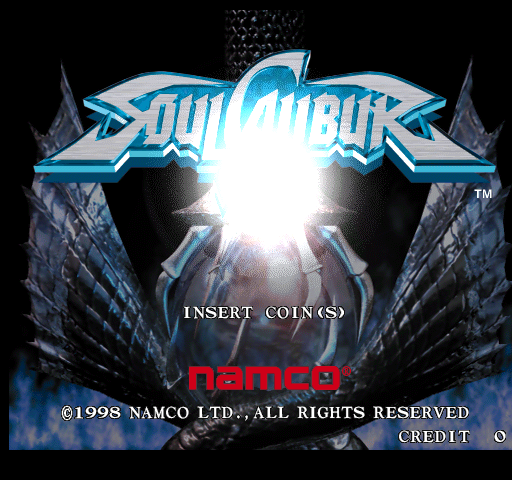 SOULCALIBUR
TM
INSERT COIN(S)
namco®
©1998 NAMCO LTD.,ALL RIGHTS RESERVED
CREDIT 0